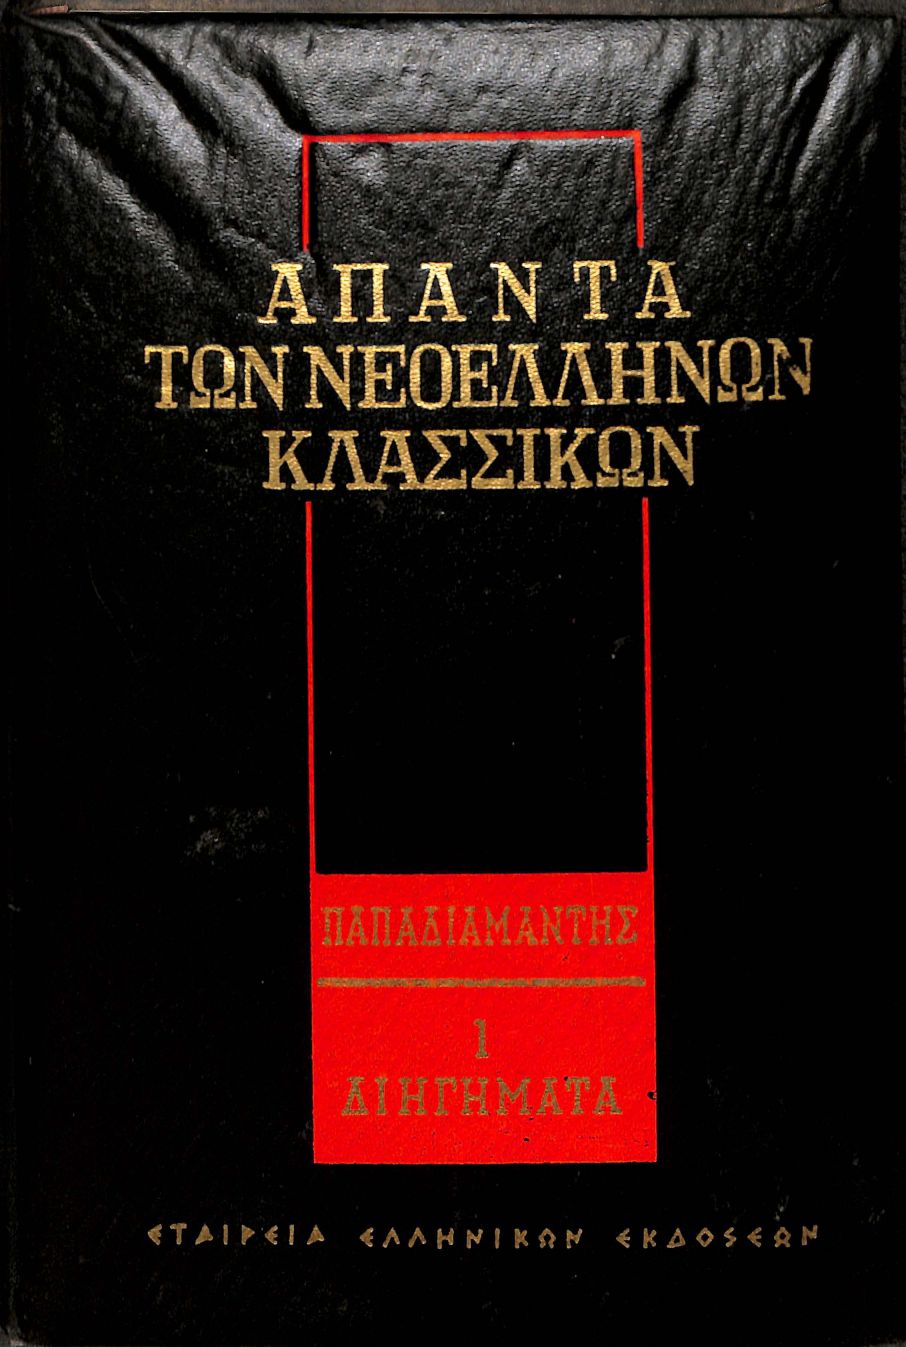 ΑΠΑΝΤΑ
ΤΩΝ ΝΕΟΕΛΛΗΝΩΝ
ΚΛΑΣΣΙΚΩΝ
ΠΑΠΑΔΙΑΜΑΝΤΗΣ
1
ΔΙΗΓΗΜΑΤΑ
ΕΤΑΙΡΕΙΑ ΕΛΛΗΝΙΚΩΝ ΕΚΔΟΣΕΩΝ